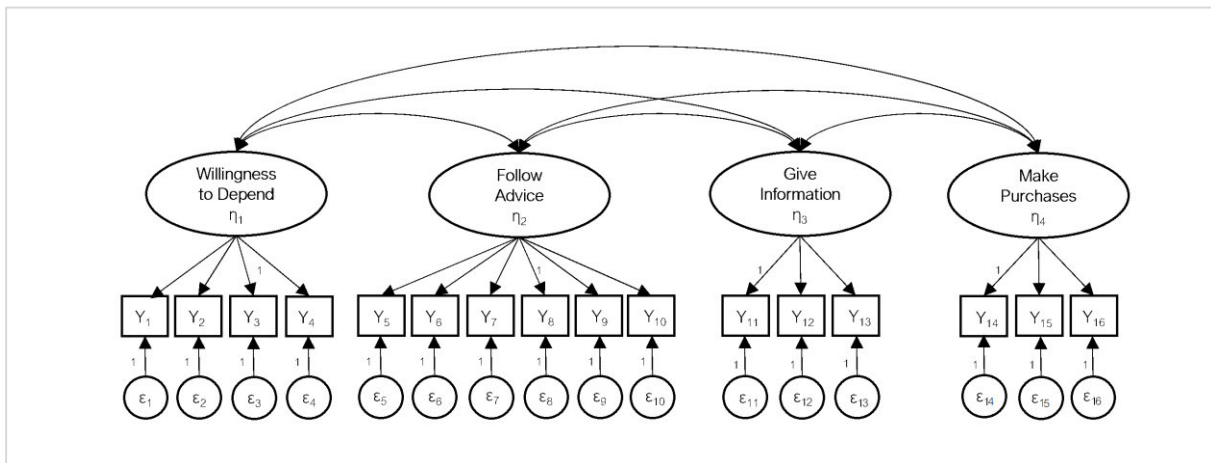 Willingness
to Depend
η₁
Follow
Advice
η₂
Give
Information
η₃
Make
Purchases
η₄
1
1
1
1
Y₁ Y₂ Y₃ Y₄
Y₅ Y₆ Y₇ Y₈ Y₉ Y₁₀
Y₁₁ Y₁₂ Y₁₃
Y₁₄ Y₁₅ Y₁₆
1 1 1 1
1 1 1 1 1 1
1 1 1
1 1 1
ε₁ ε₂ ε₃ ε₄
ε₅ ε₆ ε₇ ε₈ ε₉ ε₁₀
ε₁₁ ε₁₂ ε₁₃
ε₁₄ ε₁₅ ε₁₆